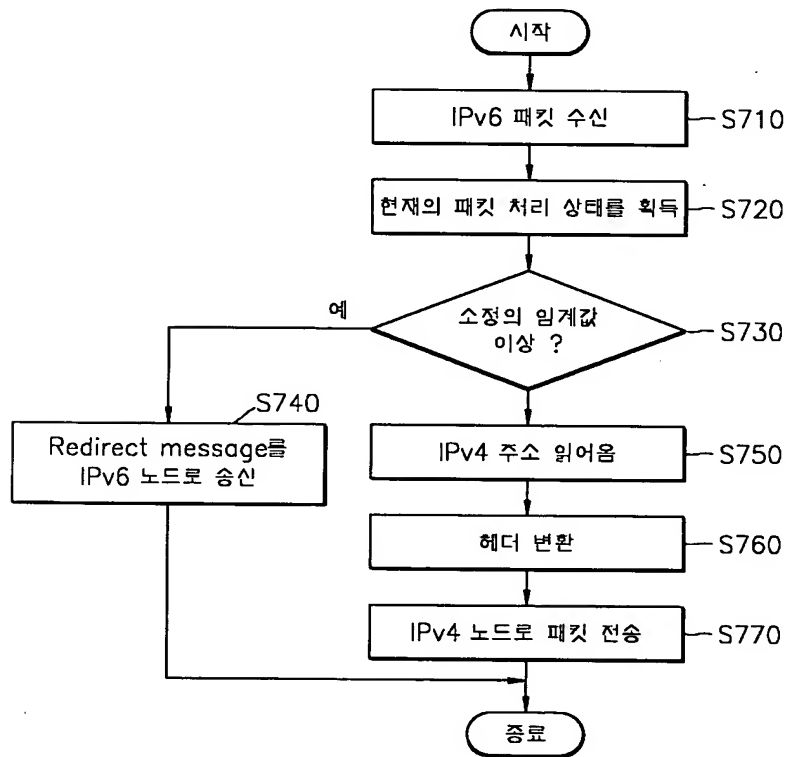 시작
IPv6 패킷 수신
S710
현재의 패킷 처리 상태를 획득
S720
예
소정의 임계값
이상 ?
S730
S740
Redirect message를
IPv6 노드로 송신
IPv4 주소 읽어옴
S750
헤더 변환
S760
IPv4 노드로 패킷 전송
S770
종료